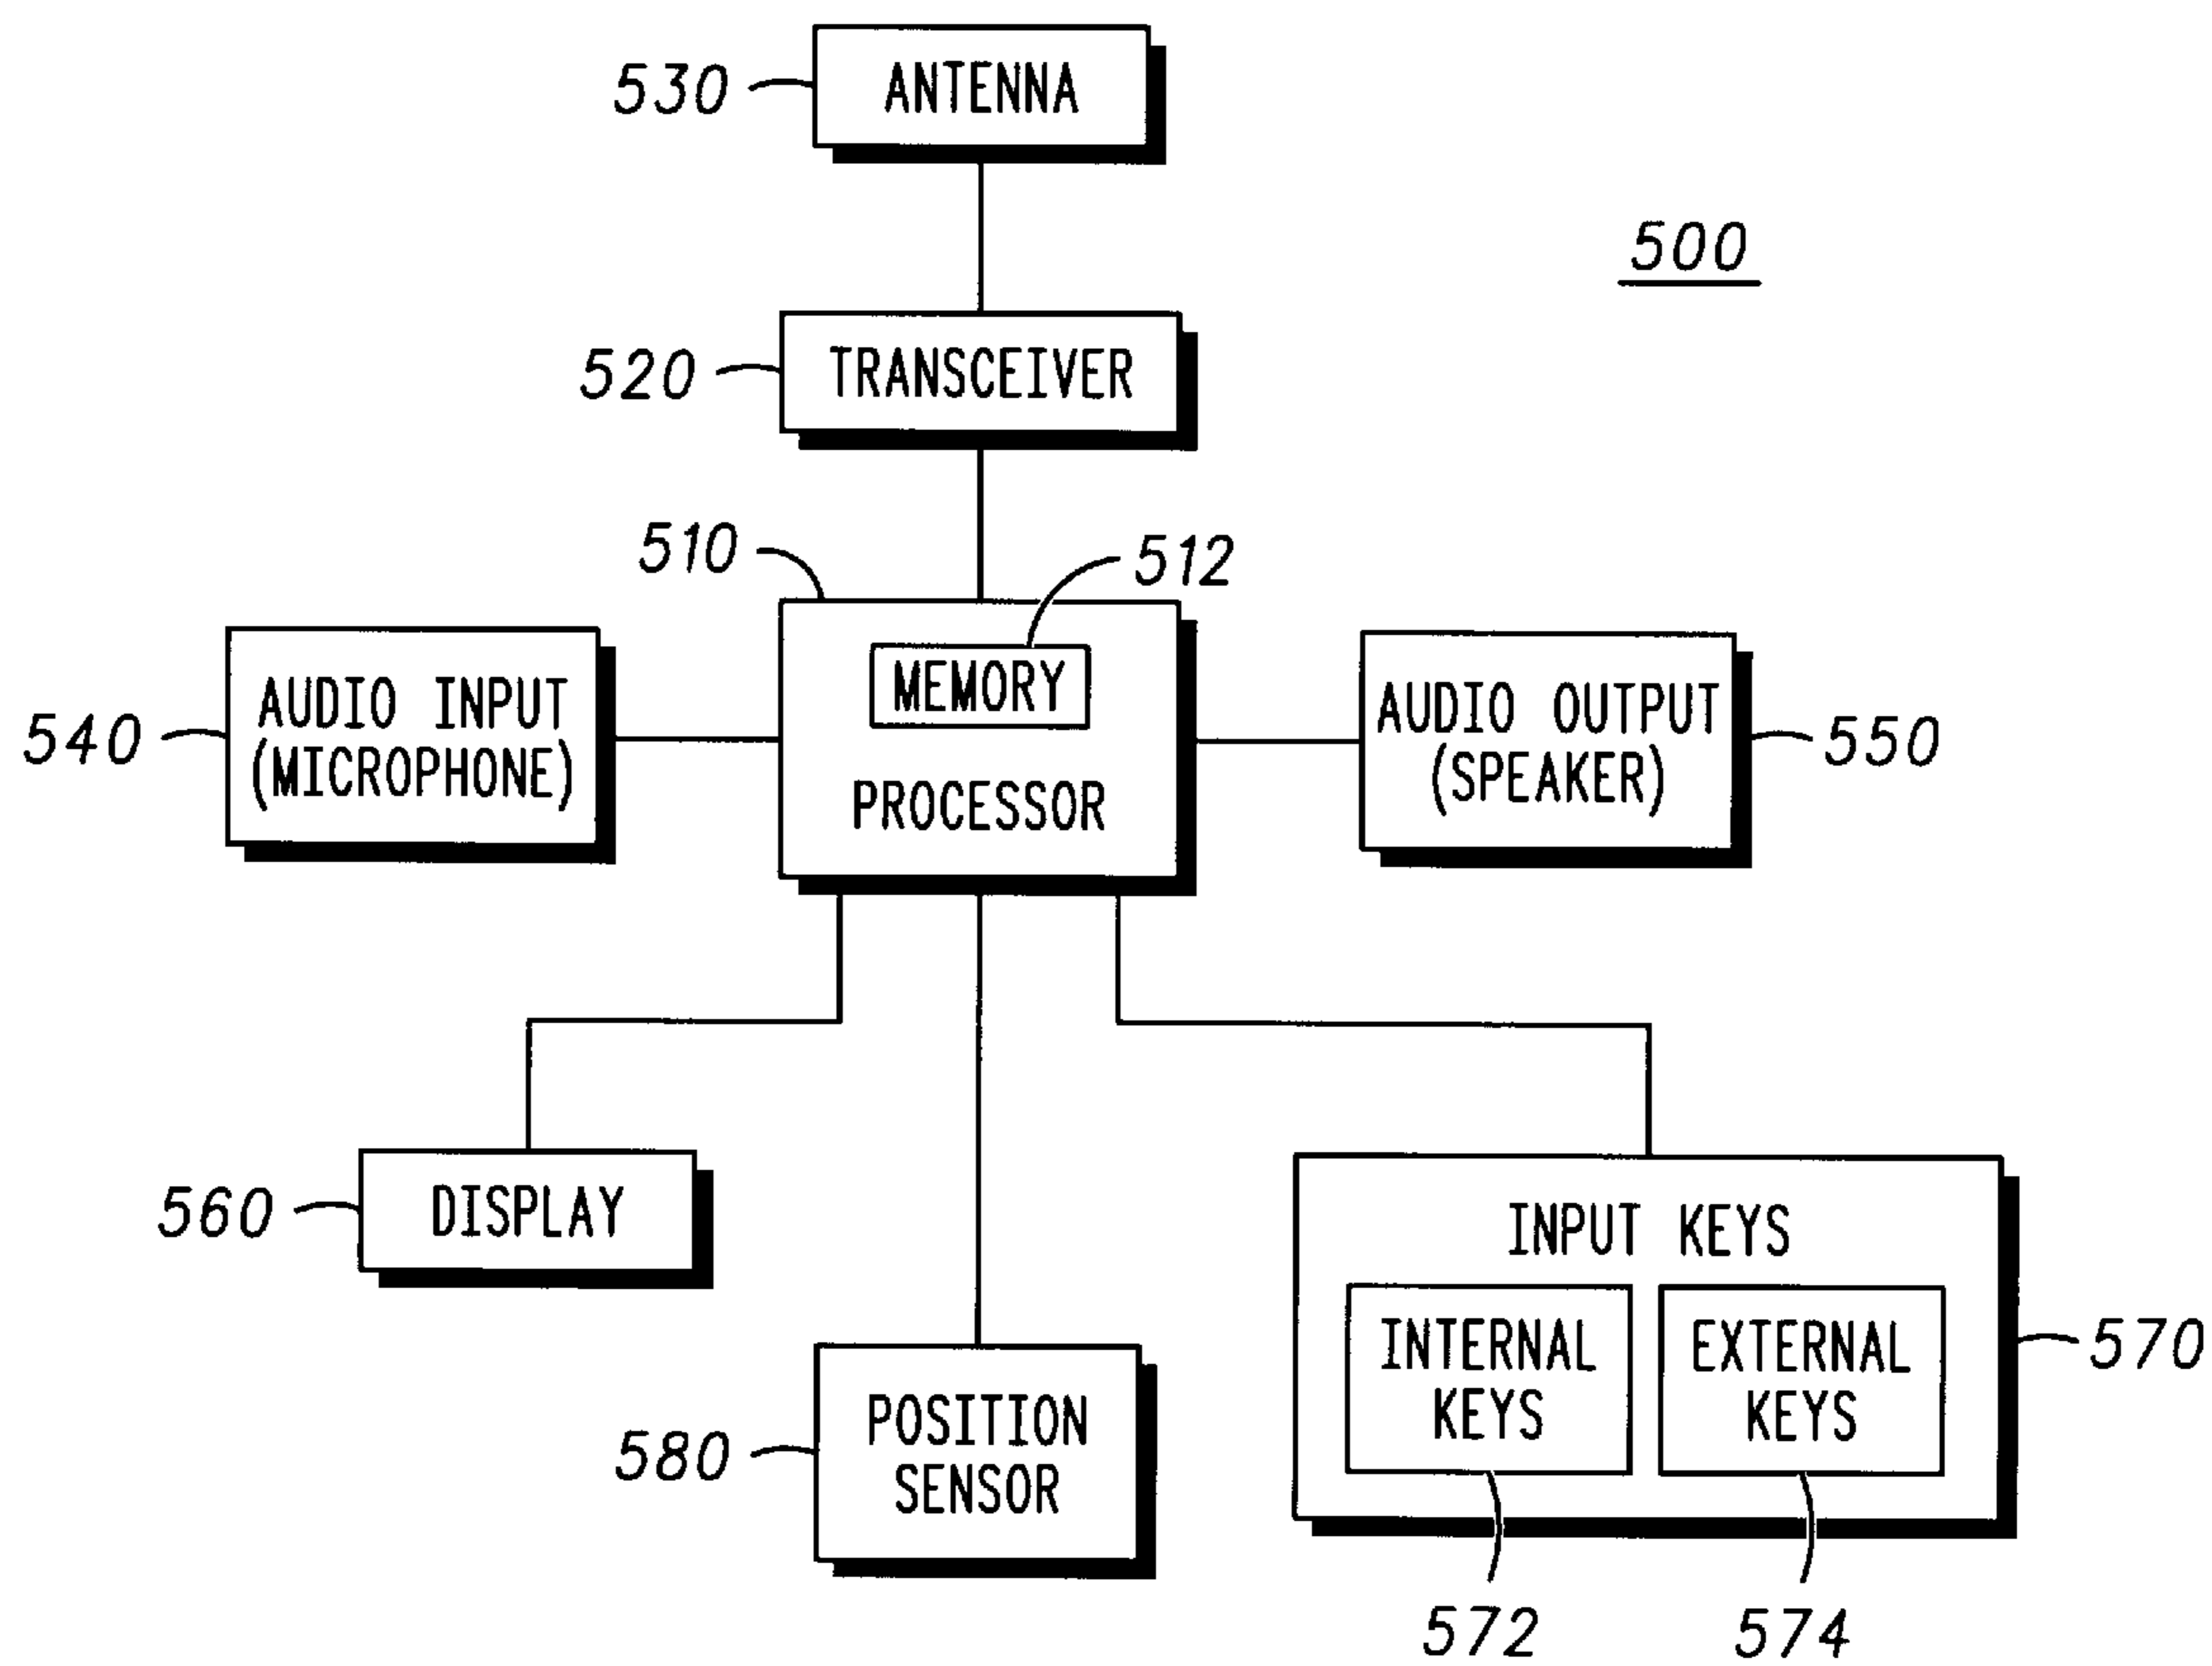 530
ANTENNA
500
520
TRANSCEIVER
510
512
MEMORY
PROCESSOR
540
AUDIO INPUT
(MICROPHONE)
AUDIO OUTPUT
(SPEAKER)
550
560
DISPLAY
INPUT KEYS
INTERNAL
KEYS
EXTERNAL
KEYS
570
580
POSITION
SENSOR
572
574